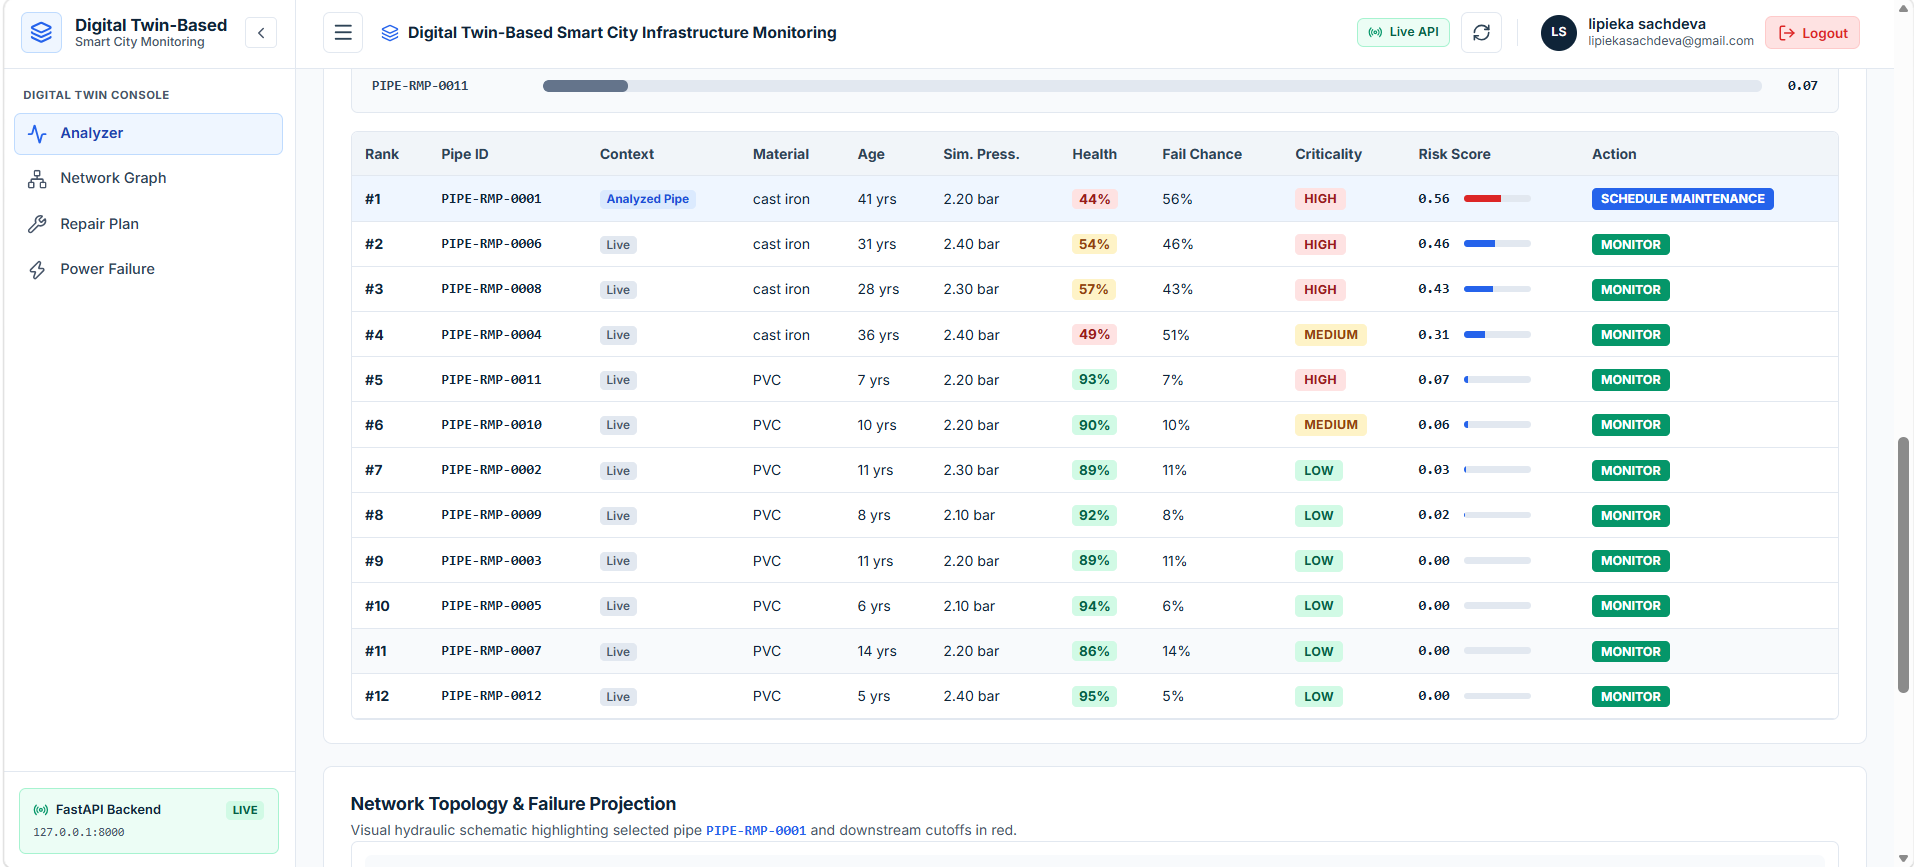 Digital Twin-Based
Smart City Monitoring
DIGITAL TWIN CONSOLE
Analyzer
Network Graph
Repair Plan
Power Failure
FastAPI Backend LIVE
127.0.0.1:8000
Digital Twin-Based Smart City Infrastructure Monitoring
Live API
LS
lipieka sachdeva
lipiekasachdeva@gmail.com
Logout
PIPE-RMP-0011 0.07
Rank Pipe ID Context Material Age Sim. Press. Health Fail Chance Criticality Risk Score Action
#1 PIPE-RMP-0001 Analyzed Pipe cast iron 41 yrs 2.20 bar 44% 56% HIGH 0.56 SCHEDULE MAINTENANCE
#2 PIPE-RMP-0006 Live cast iron 31 yrs 2.40 bar 54% 46% HIGH 0.46 MONITOR
#3 PIPE-RMP-0008 Live cast iron 28 yrs 2.30 bar 57% 43% HIGH 0.43 MONITOR
#4 PIPE-RMP-0004 Live cast iron 36 yrs 2.40 bar 49% 51% MEDIUM 0.31 MONITOR
#5 PIPE-RMP-0011 Live PVC 7 yrs 2.20 bar 93% 7% HIGH 0.07 MONITOR
#6 PIPE-RMP-0010 Live PVC 10 yrs 2.20 bar 90% 10% MEDIUM 0.06 MONITOR
#7 PIPE-RMP-0002 Live PVC 11 yrs 2.30 bar 89% 11% LOW 0.03 MONITOR
#8 PIPE-RMP-0009 Live PVC 8 yrs 2.10 bar 92% 8% LOW 0.02 MONITOR
#9 PIPE-RMP-0003 Live PVC 11 yrs 2.20 bar 89% 11% LOW 0.00 MONITOR
#10 PIPE-RMP-0005 Live PVC 6 yrs 2.10 bar 94% 6% LOW 0.00 MONITOR
#11 PIPE-RMP-0007 Live PVC 14 yrs 2.20 bar 86% 14% LOW 0.00 MONITOR
#12 PIPE-RMP-0012 Live PVC 5 yrs 2.40 bar 95% 5% LOW 0.00 MONITOR
Network Topology & Failure Projection
Visual hydraulic schematic highlighting selected pipe PIPE-RMP-0001 and downstream cutoffs in red.